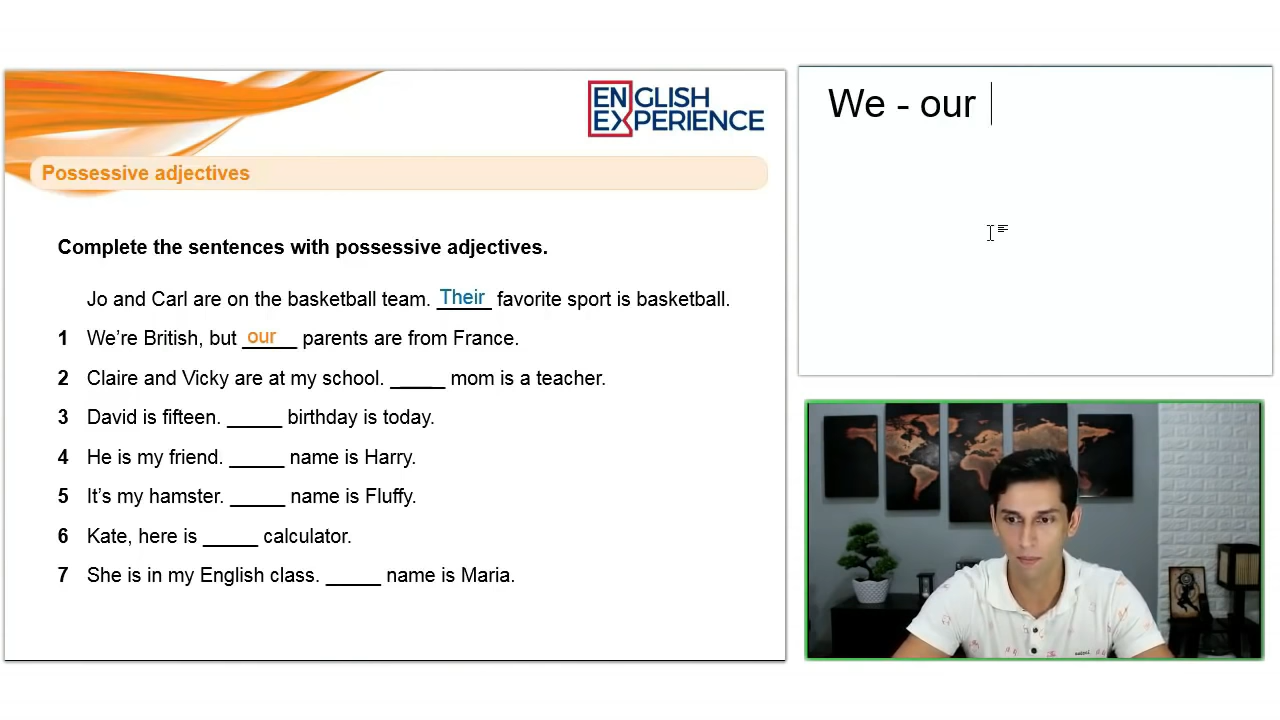 ENGLISH
EXPERIENCE
Possessive adjectives
Complete the sentences with possessive adjectives.
Jo and Carl are on the basketball team. Their favorite sport is basketball.
1 We're British, but our parents are from France.
2 Claire and Vicky are at my school. _____ mom is a teacher.
3 David is fifteen. _____ birthday is today.
4 He is my friend. _____ name is Harry.
5 It's my hamster. _____ name is Fluffy.
6 Kate, here is _____ calculator.
7 She is in my English class. _____ name is Maria.
We - our